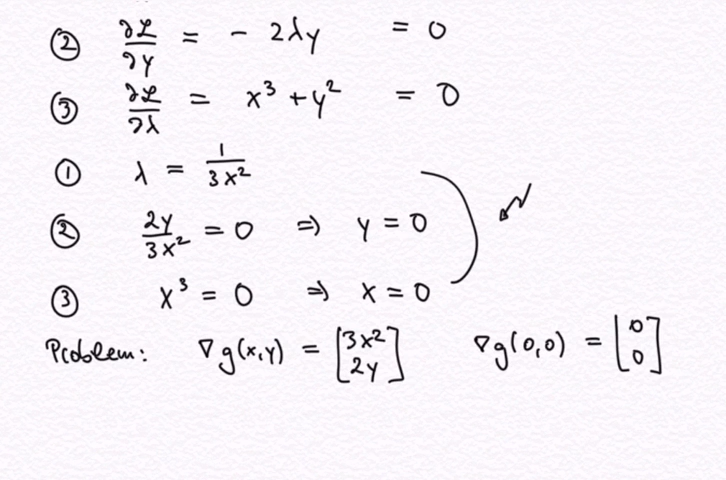 ② ∂ℒ/∂y = - 2λy = 0
③ ∂ℒ/∂λ = x³ + y² = 0
① λ = 1/3x²
② 2y/3x² = 0 ⇒ y = 0
③ x³ = 0 ⇒ x = 0
Problem: ∇g(x,y) = [3x² 2y] ∇g(0,0) = [0 0]